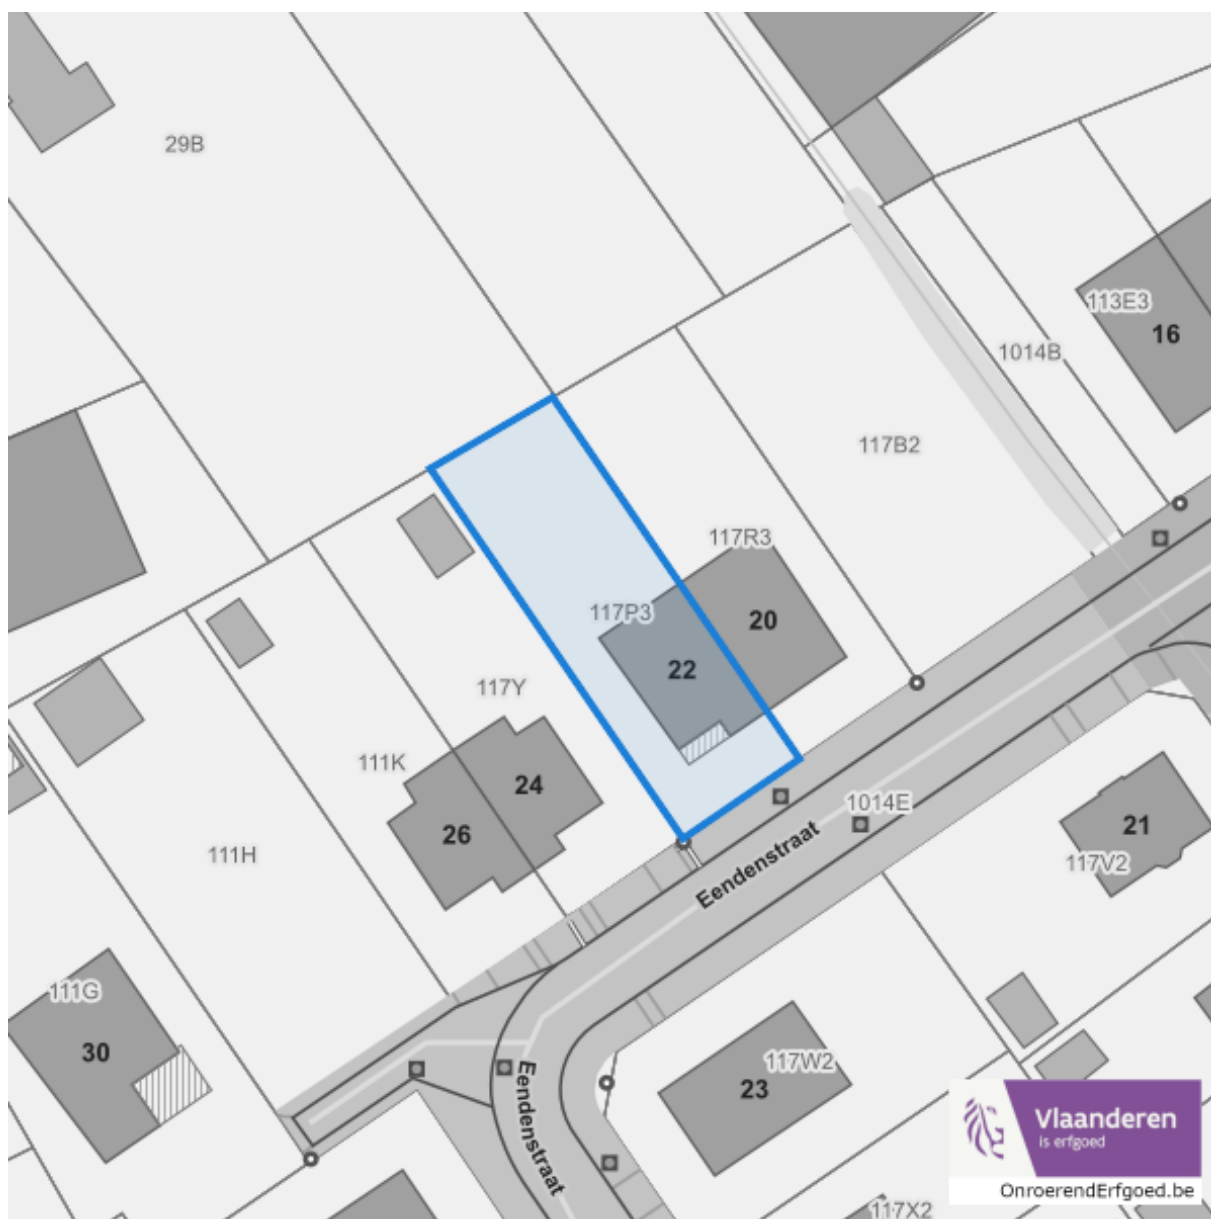 29B
113E3
16
1014B
117B2
117R3
117P3
20
22
117Y
111K
24
26
1014E
21
117V2
111H
Eendenstraat
111G
30
Eendenstraat
117W2
23
Vlaanderen
is erfgoed
OnroerendErfgoed.be
117X2